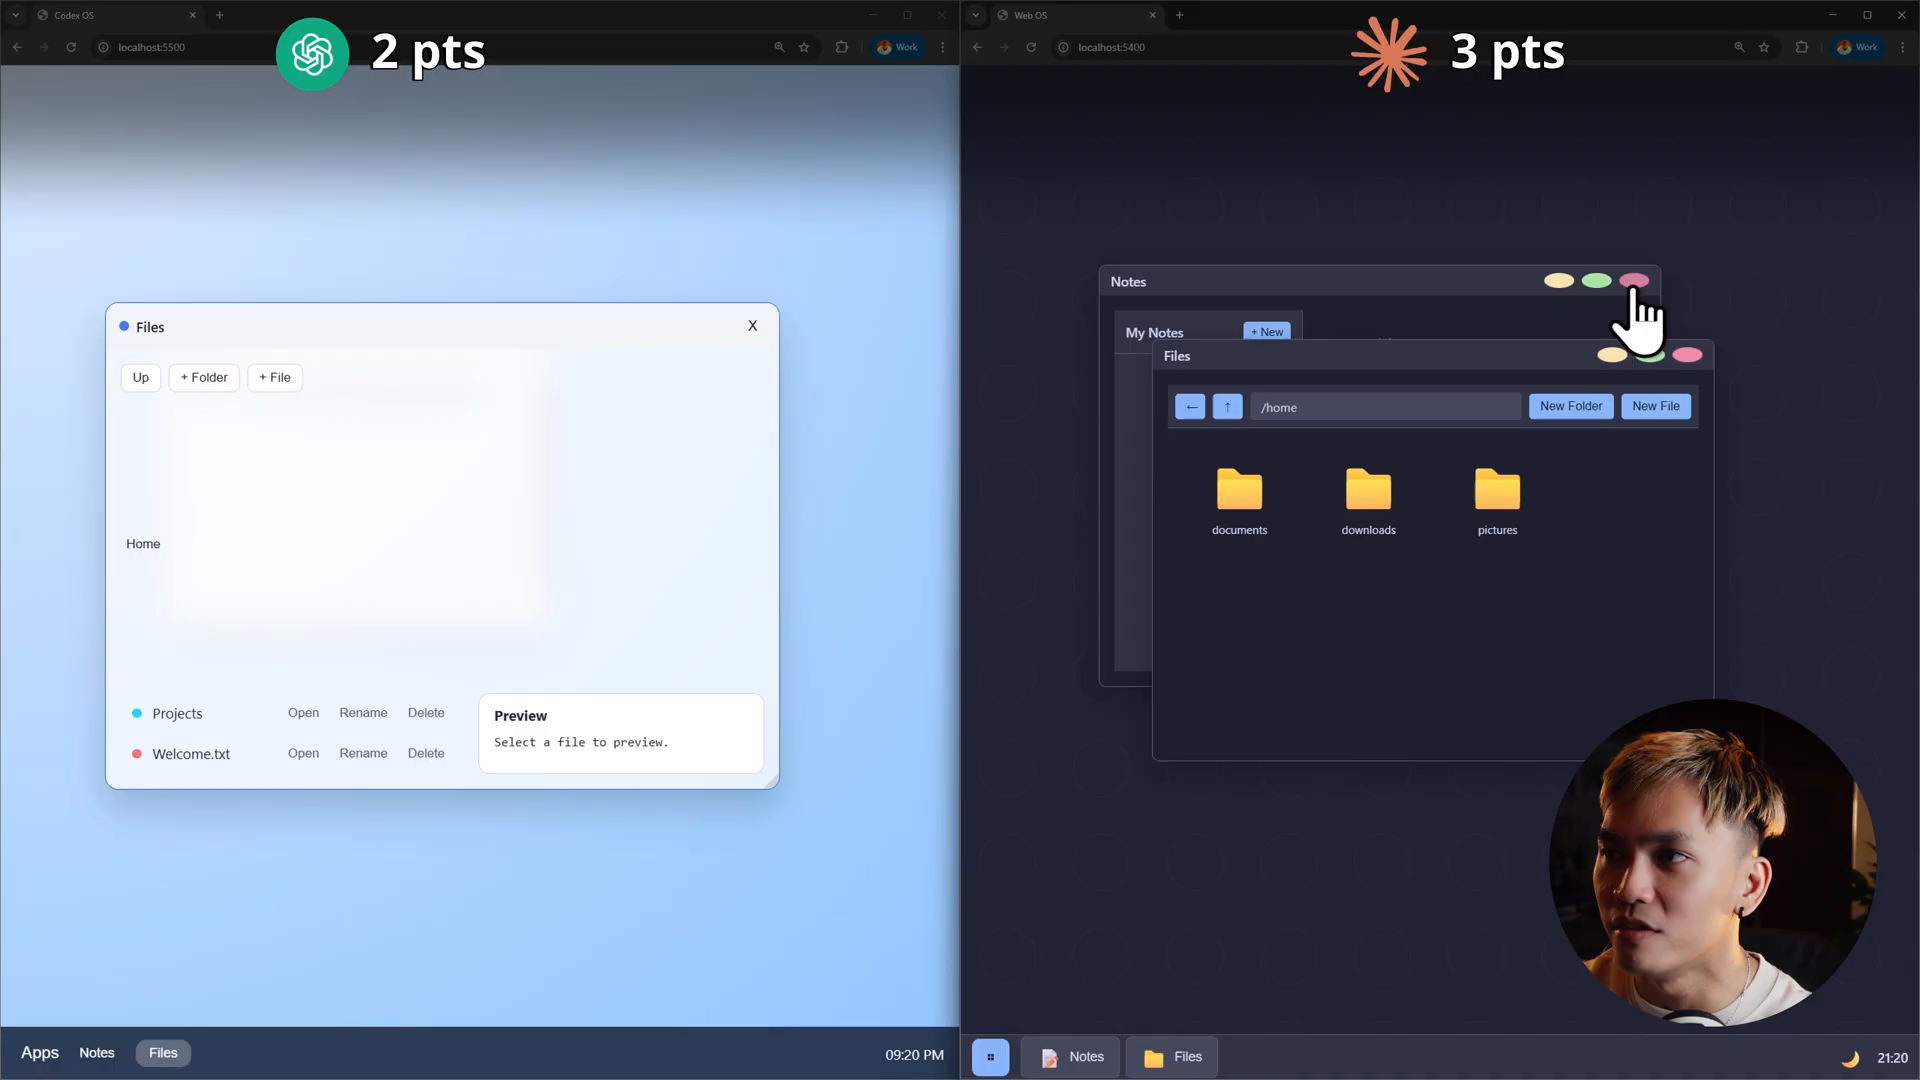 Codex OS
localhost:5500
Work
2 pts
Files
X
Up
+ Folder
+ File
Home
Projects
Open
Rename
Delete
Welcome.txt
Open
Rename
Delete
Preview
Select a file to preview.
Apps
Notes
Files
09:20 PM
Web OS
localhost:5400
Work
3 pts
Notes
My Notes
+ New
Files
/home
New Folder
New File
documents
downloads
pictures
Notes
Files
21:20